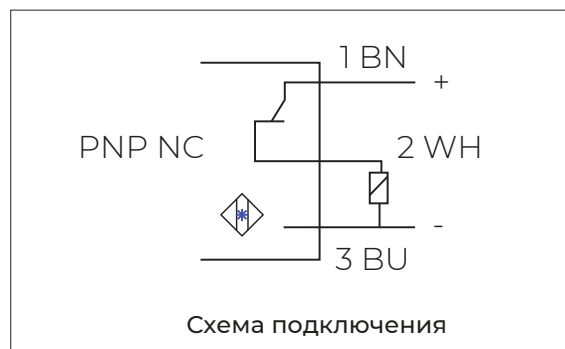 1 BN
+
PNP NC
2 WH
-
3 BU
Схема подключения